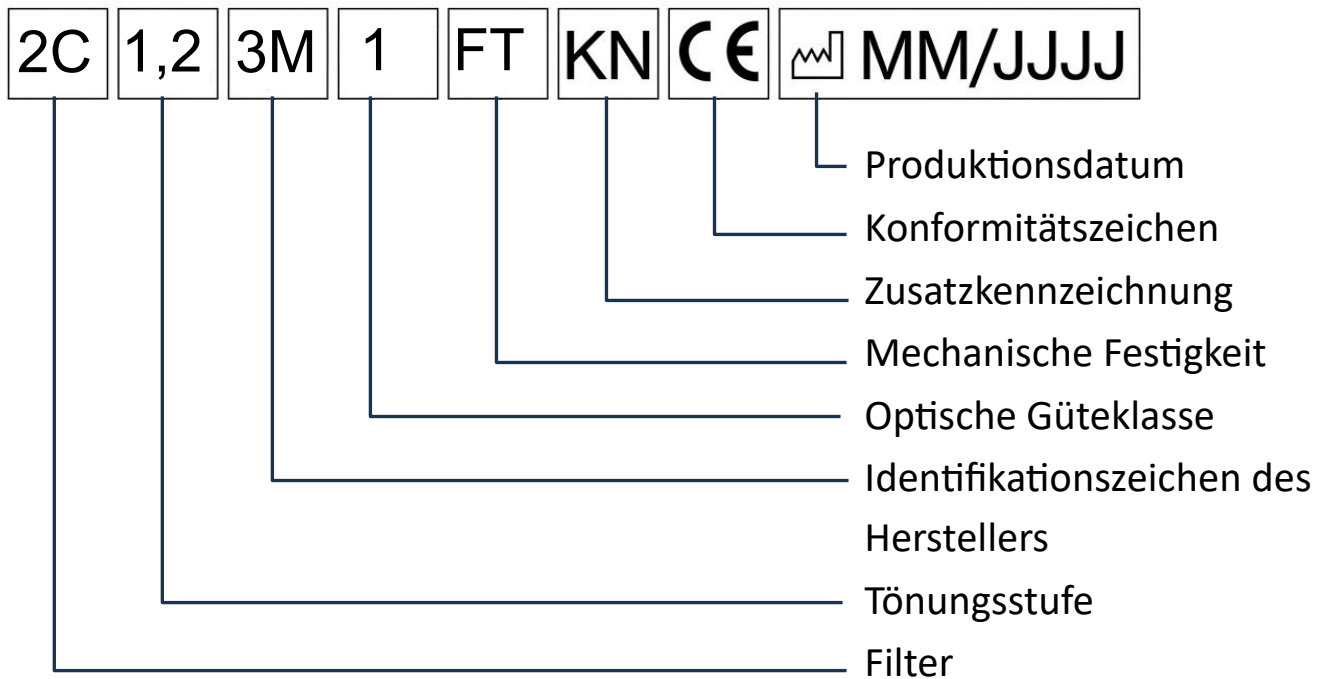 2C 1,2 3M 1 FT KN CE MM/JJJJ
Produktionsdatum
Konformitätszeichen
Zusatzkennzeichnung
Mechanische Festigkeit
Optische Güteklasse
Identifikationszeichen des
Herstellers
Tönungsstufe
Filter